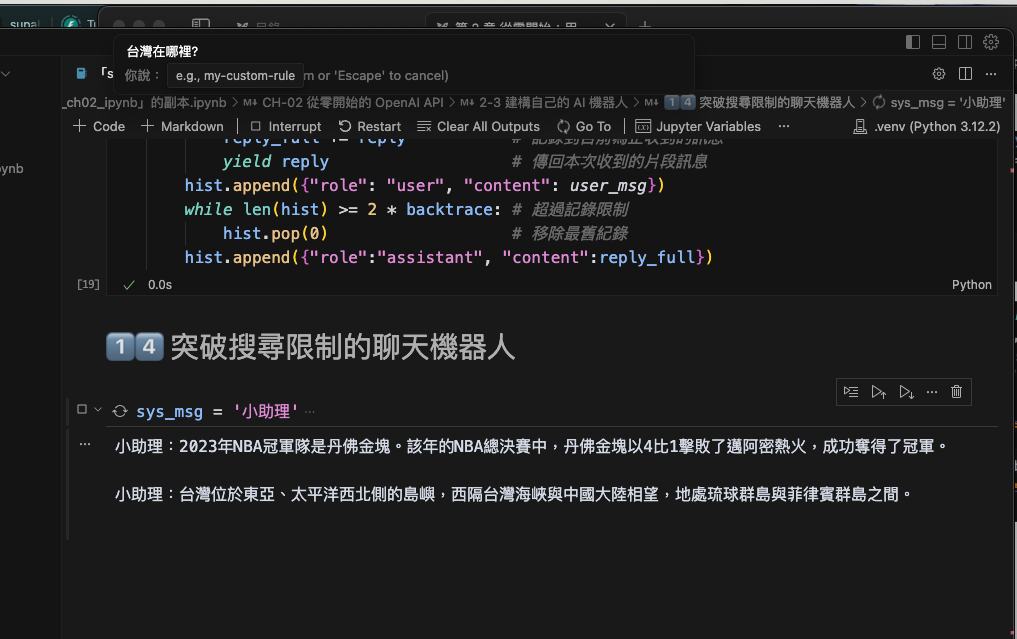 supal
台灣在哪裡?
「s
你說： e.g., my-custom-rule m or 'Escape' to cancel)
_ch02_ipynb」的副本.ipynb > M↓ CH-02 從零開始的 OpenAI API > M↓ 2-3 建構自己的 AI 機器人 > M↓ 1️⃣4️⃣ 突破搜尋限制的聊天機器人 > sys_msg = '小助理'
+ Code + Markdown Interrupt Restart Clear All Outputs Go To Jupyter Variables ... .venv (Python 3.12.2)
ynb
reply_full += reply # 記錄到目前為止收到的訊息
yield reply # 傳回本次收到的片段訊息
hist.append({"role": "user", "content": user_msg})
while len(hist) >= 2 * backtrace: # 超過記錄限制
hist.pop(0) # 移除最舊紀錄
hist.append({"role":"assistant", "content":reply_full})
[19] 0.0s Python
1️⃣4️⃣ 突破搜尋限制的聊天機器人
sys_msg = '小助理' ...
小助理：2023年NBA冠軍隊是丹佛金塊。該年的NBA總決賽中，丹佛金塊以4比1擊敗了邁阿密熱火，成功奪得了冠軍。
小助理：台灣位於東亞、太平洋西北側的島嶼，西隔台灣海峽與中國大陸相望，地處琉球群島與菲律賓群島之間。